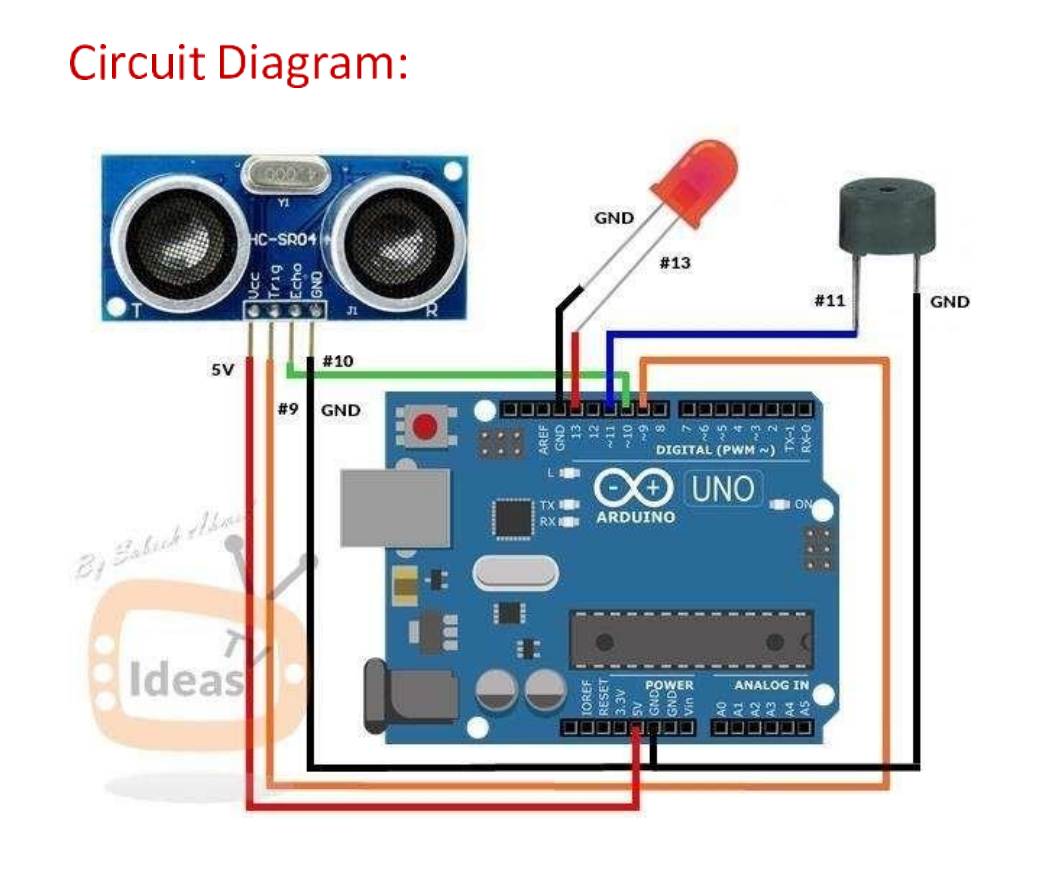 Circuit Diagram:
Y1
HC-SR04
Vcc
Trig
Echo
GND
T
J1
R
5V
#10
#9
GND
GND
#13
#11
GND
AREF
GND
13
12
~11
~10
~9
8
7
~6
~5
4
~3
2
TX-1
RX-0
DIGITAL (PWM ~)
L
TX
RX
ARDUINO
UNO
ON
IOREF
RESET
3.3V
5V
GND
GND
Vin
POWER
ANALOG IN
A0
A1
A2
A3
A4
A5
By Sabeeh
TV
Ideas